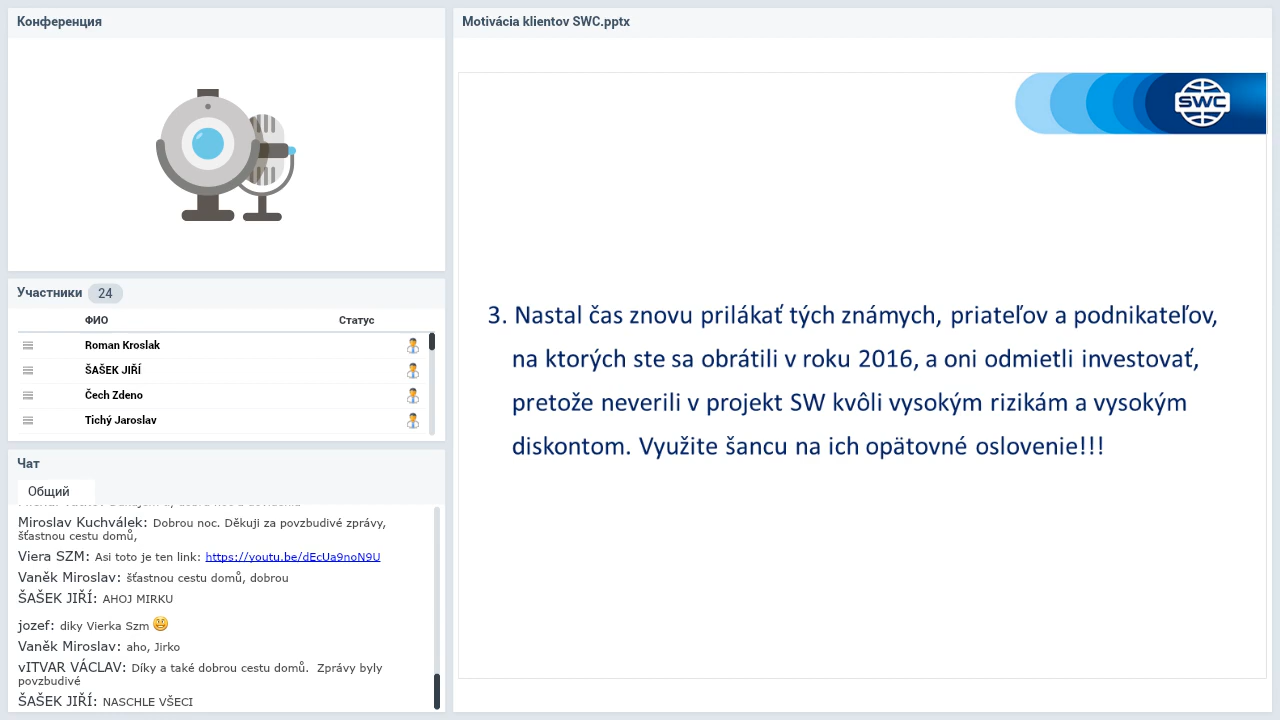 Конференция
Участники 24
ФИО Статус
Roman Kroslak
ŠAŠEK JIŘÍ
Čech Zdeno
Tichý Jaroslav
Чат
Общий
Miroslav Kuchválek: Dobrou noc. Děkuji za povzbudivé zprávy,
šťastnou cestu domů,
Viera SZM: Asi toto je ten link: https://youtu.be/dEcUa9noN9U
Vaněk Miroslav: šťastnou cestu domů, dobrou
ŠAŠEK JIŘÍ: AHOJ MIRKU
jozef: diky Vierka Szm
Vaněk Miroslav: aho, Jirko
vITVAR VÁCLAV: Díky a také dobrou cestu domů.  Zprávy byly
povzbudivé
ŠAŠEK JIŘÍ: NASCHLE VŠECI
Motivácia klientov SWC.pptx
SWC
3. Nastal čas znovu prilákať tých známych, priateľov a podnikateľov,
na ktorých ste sa obrátili v roku 2016, a oni odmietli investovať,
pretože neverili v projekt SW kvôli vysokým rizikám a vysokým
diskontom. Využite šancu na ich opätovné oslovenie!!!